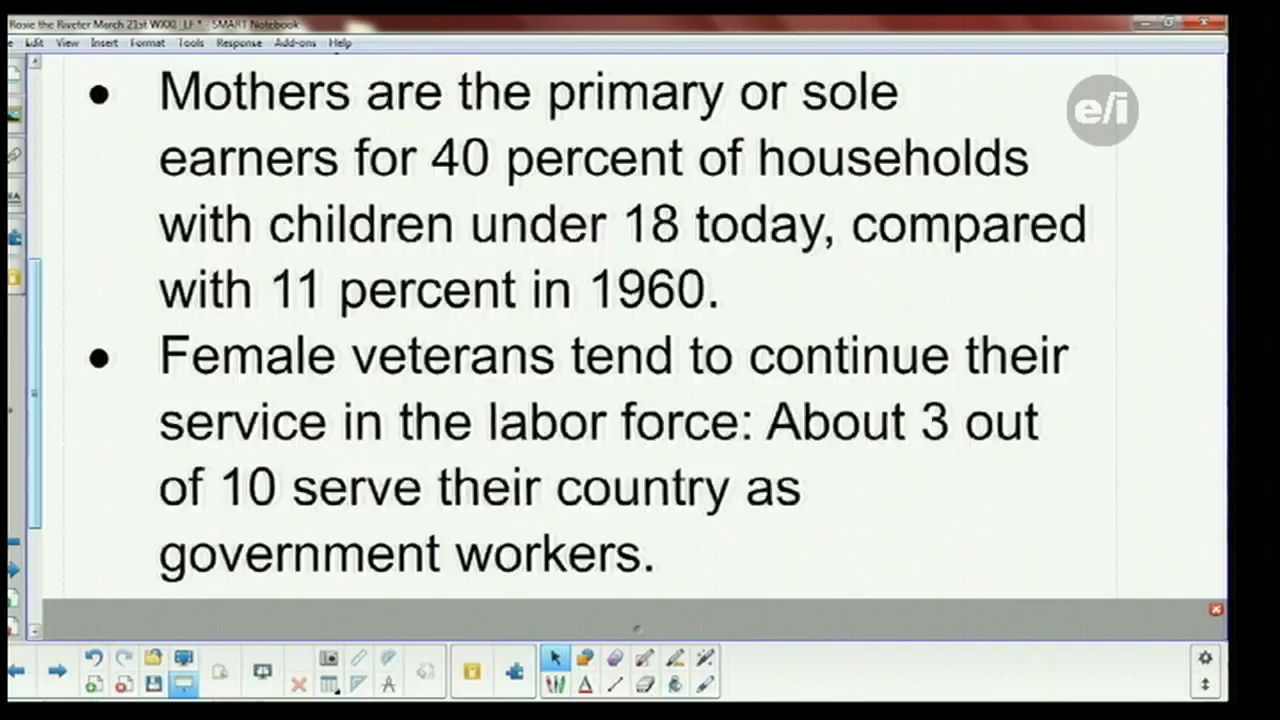 Rosie the Riveter March 21st WXXI_LF * - SMART Notebook
Edit View Insert Format Tools Response Add-ons Help
e/i
• Mothers are the primary or sole
earners for 40 percent of households
with children under 18 today, compared
with 11 percent in 1960.
• Female veterans tend to continue their
service in the labor force: About 3 out
of 10 serve their country as
government workers.